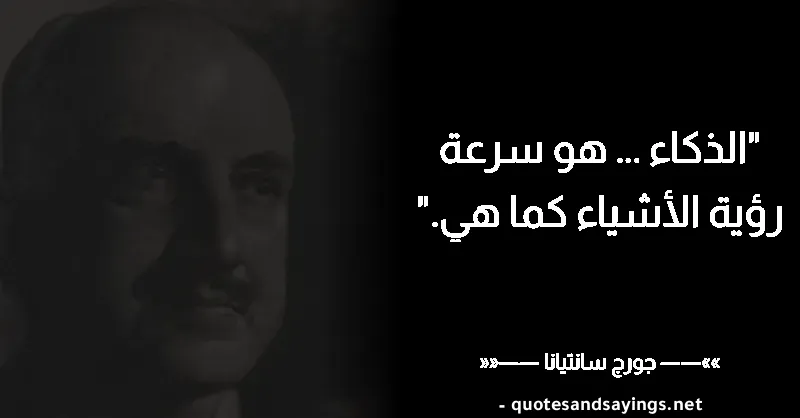 "الذكاء ... هو سرعة
رؤية الأشياء كما هي."
»»—— جورج سانتيانا ——««
- quotesandsayings.net